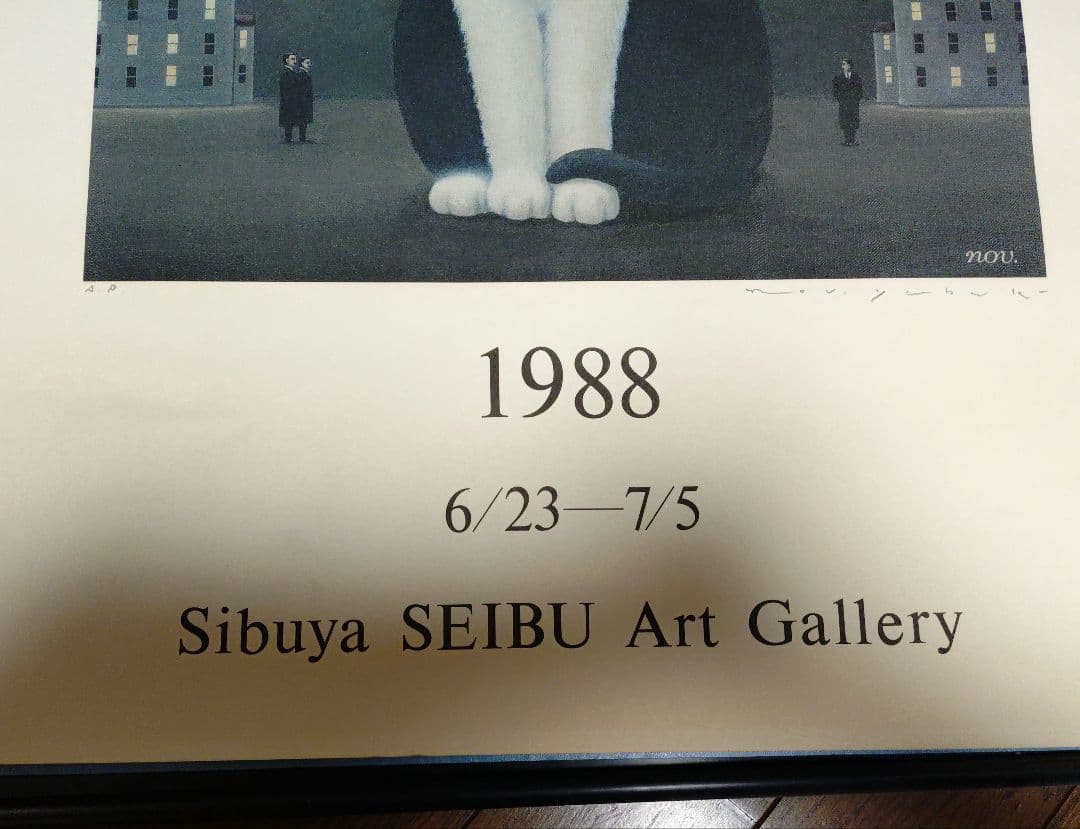 nov.
A.P
1988
6/23—7/5
Sibuya SEIBU Art Gallery